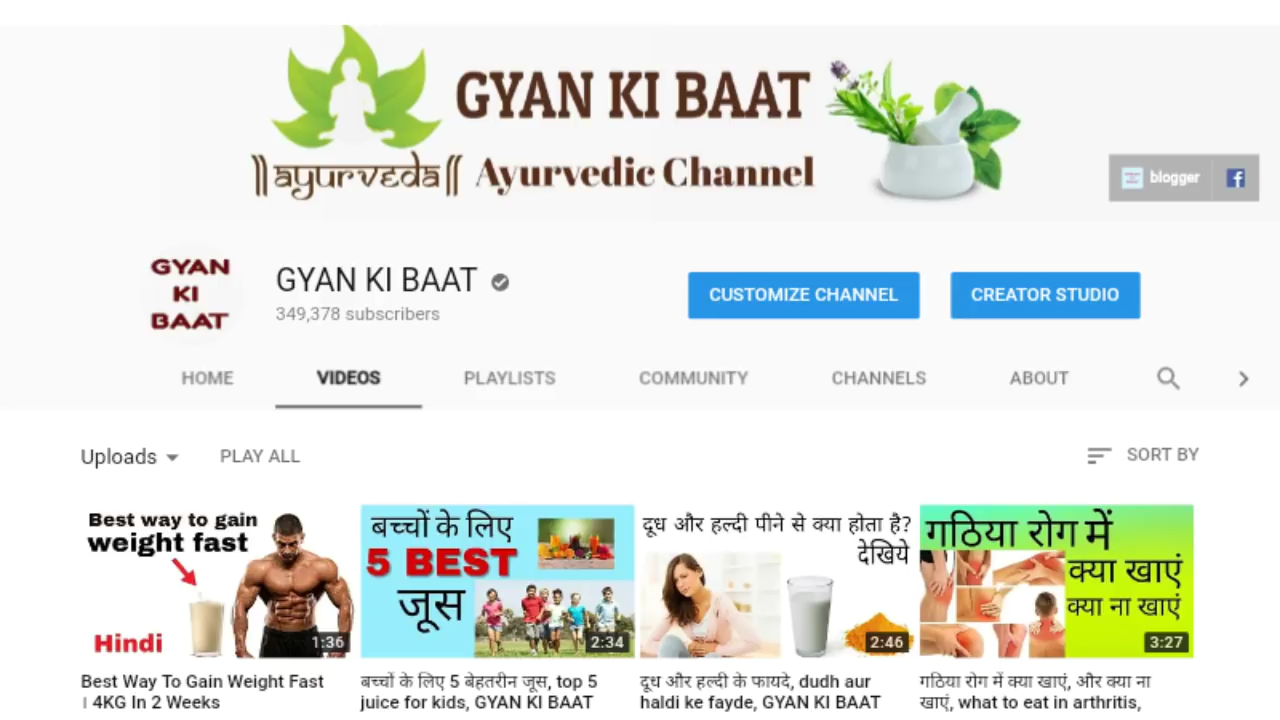 GYAN KI BAAT
||ayurveda|| Ayurvedic Channel
blogger
GYAN
KI
BAAT
GYAN KI BAAT
349,378 subscribers
CUSTOMIZE CHANNEL
CREATOR STUDIO
HOME VIDEOS PLAYLISTS COMMUNITY CHANNELS ABOUT
Uploads PLAY ALL SORT BY
Best way to gain
weight fast
Hindi
1:36
बच्चों के लिए
5 BEST
जूस
2:34
दूध और हल्दी पीने से क्या होता है?
देखिये
2:46
गठिया रोग में
क्या खाएं
क्या ना खाएं
3:27
Best Way To Gain Weight Fast
। 4KG In 2 Weeks
बच्चों के लिए 5 बेहतरीन जूस, top 5
juice for kids, GYAN KI BAAT
दूध और हल्दी के फायदे, dudh aur
haldi ke fayde, GYAN KI BAAT
गठिया रोग में क्या खाएं, और क्या ना
खाएं, what to eat in arthritis,